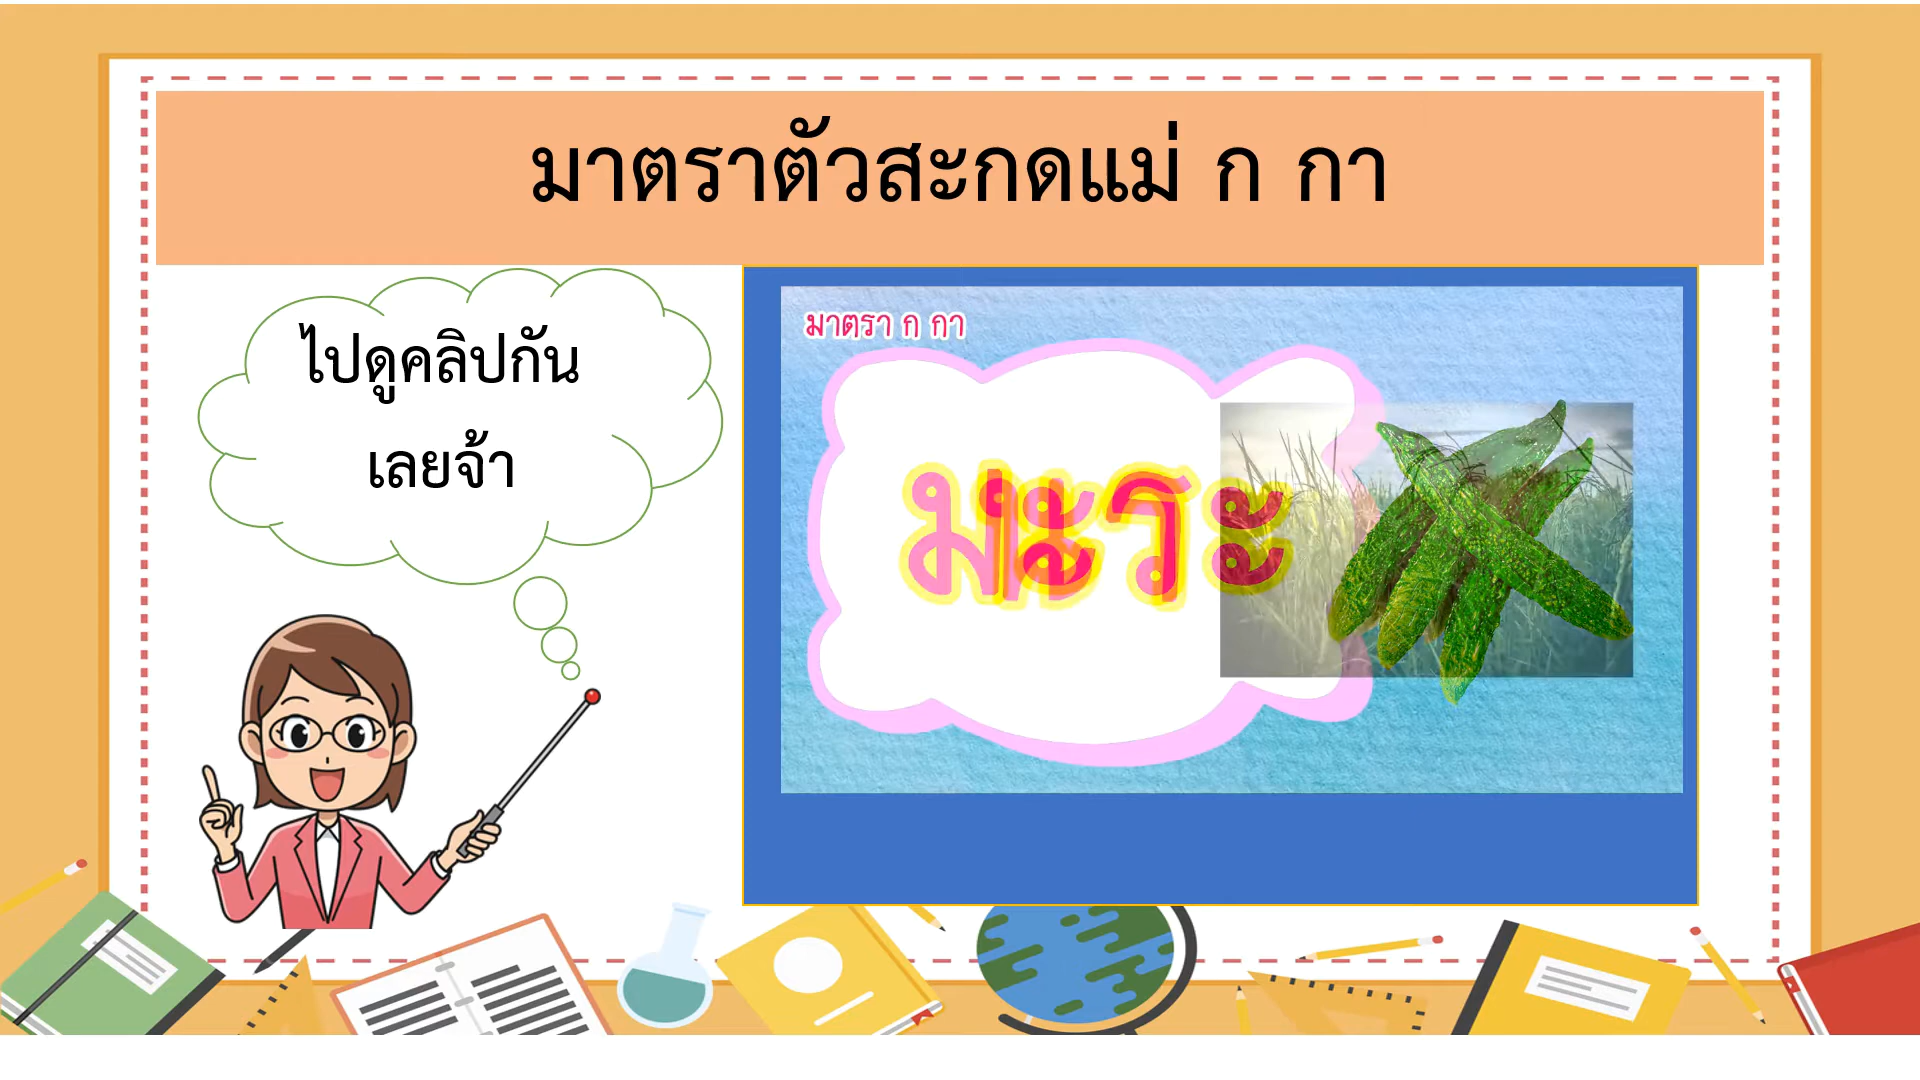 มาตราตัวสะกดแม่ ก กา
ไปดูคลิปกัน
เลยจ้า
มาตรา ก กา
มะระ